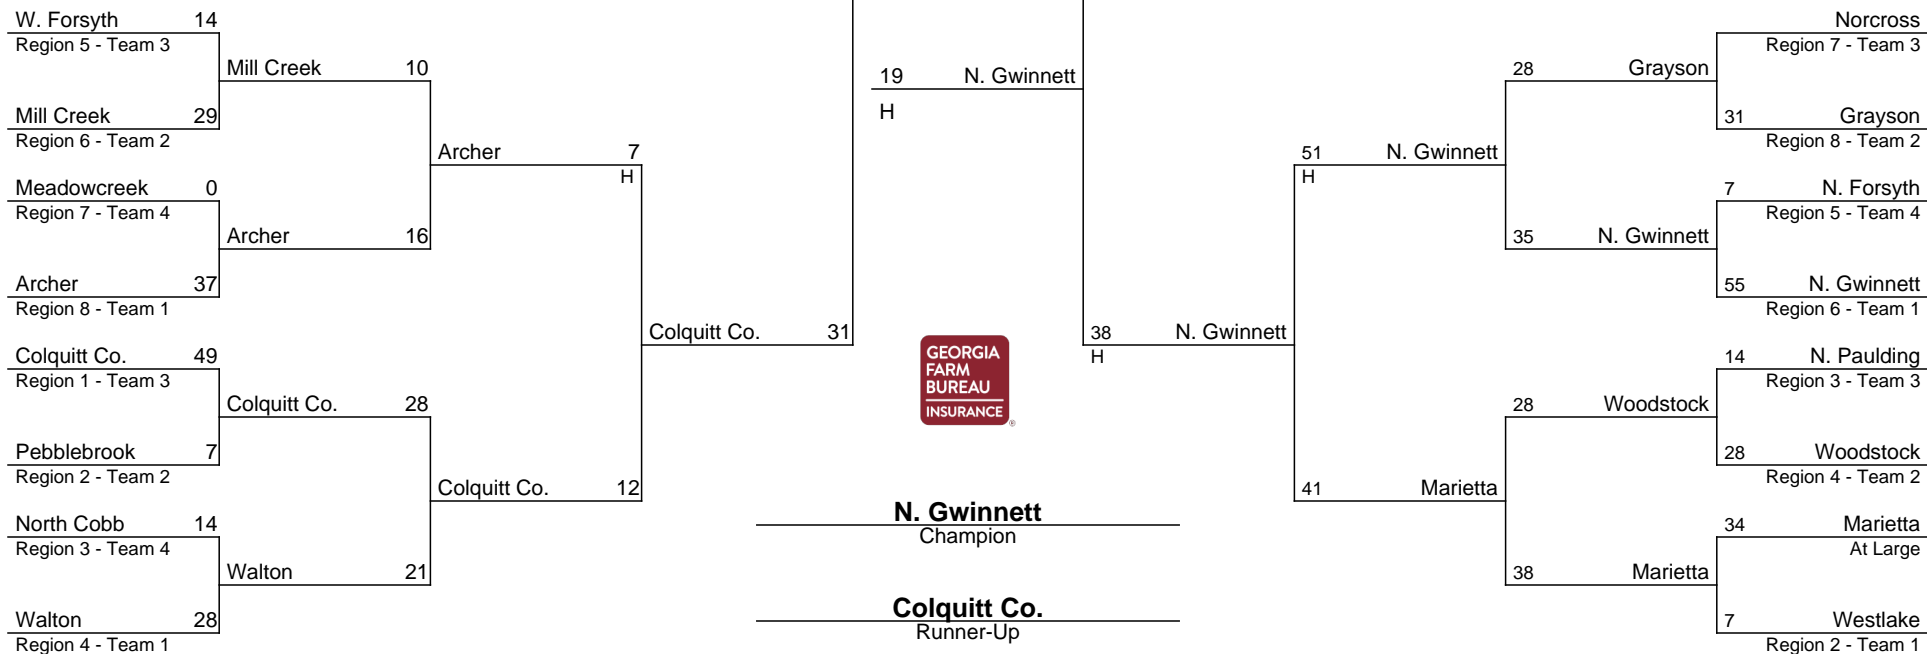 W. Forsyth 14
Region 5 - Team 3
Mill Creek 10
Mill Creek 29
Region 6 - Team 2
Archer 7
H
Meadowcreek 0
Region 7 - Team 4
Archer 16
Archer 37
Region 8 - Team 1
Colquitt Co. 31
Colquitt Co. 49
Region 1 - Team 3
Colquitt Co. 28
Pebblebrook 7
Region 2 - Team 2
Colquitt Co. 12
North Cobb 14
Region 3 - Team 4
Walton 21
Walton 28
Region 4 - Team 1
19 N. Gwinnett
H
GEORGIA
FARM
BUREAU
INSURANCE
®
N. Gwinnett
Champion
Colquitt Co.
Runner-Up
38 N. Gwinnett
H
51 N. Gwinnett
H
41 Marietta
28 Grayson
35 N. Gwinnett
28 Woodstock
38 Marietta
Norcross
Region 7 - Team 3
31 Grayson
Region 8 - Team 2
7 N. Forsyth
Region 5 - Team 4
55 N. Gwinnett
Region 6 - Team 1
14 N. Paulding
Region 3 - Team 3
28 Woodstock
Region 4 - Team 2
34 Marietta
At Large
7 Westlake
Region 2 - Team 1